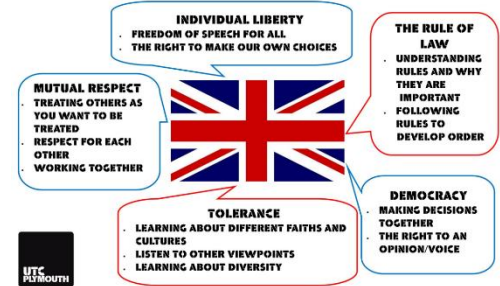 INDIVIDUAL LIBERTY
. FREEDOM OF SPEECH FOR ALL
. THE RIGHT TO MAKE OUR OWN CHOICES
THE RULE OF
LAW
. UNDERSTANDING
RULES AND WHY
THEY ARE
IMPORTANT
. FOLLOWING
RULES TO
DEVELOP ORDER
MUTUAL RESPECT
. TREATING OTHERS AS
YOU WANT TO BE
TREATED
. RESPECT FOR EACH
OTHER
. WORKING TOGETHER
DEMOCRACY
. MAKING DECISIONS
TOGETHER
. THE RIGHT TO AN
OPINION/VOICE
TOLERANCE
. LEARNING ABOUT DIFFERENT FAITHS AND
CULTURES
. LISTEN TO OTHER VIEWPOINTS
. LEARNING ABOUT DIVERSITY
UTC
PLYMOUTH